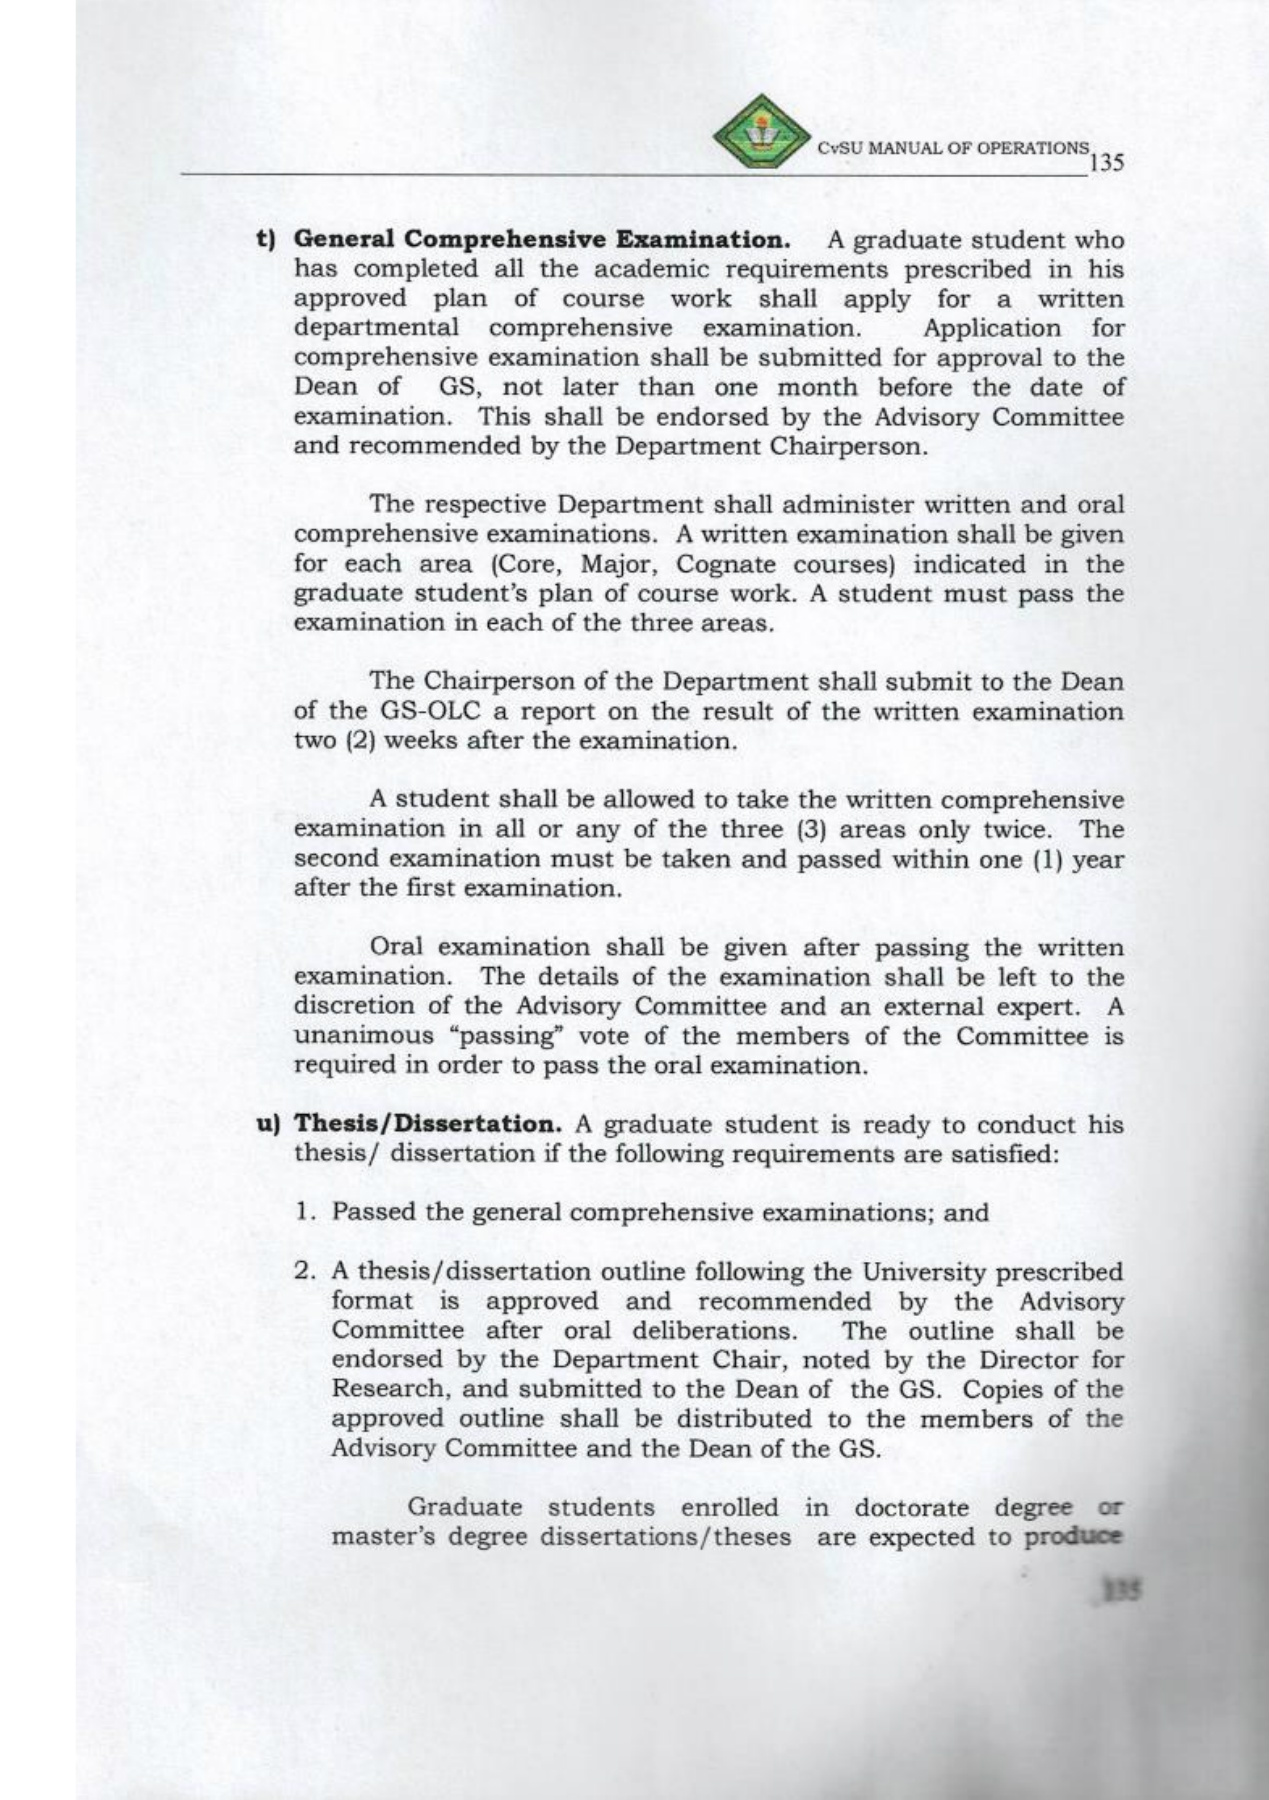 CvSU MANUAL OF OPERATIONS
135
t) General Comprehensive Examination. A graduate student who
has completed all the academic requirements prescribed in his
approved plan of course work shall apply for a written
departmental comprehensive examination. Application for
comprehensive examination shall be submitted for approval to the
Dean of GS, not later than one month before the date of
examination. This shall be endorsed by the Advisory Committee
and recommended by the Department Chairperson.
The respective Department shall administer written and oral
comprehensive examinations. A written examination shall be given
for each area (Core, Major, Cognate courses) indicated in the
graduate student's plan of course work. A student must pass the
examination in each of the three areas.
The Chairperson of the Department shall submit to the Dean
of the GS-OLC a report on the result of the written examination
two (2) weeks after the examination.
A student shall be allowed to take the written comprehensive
examination in all or any of the three (3) areas only twice. The
second examination must be taken and passed within one (1) year
after the first examination.
Oral examination shall be given after passing the written
examination. The details of the examination shall be left to the
discretion of the Advisory Committee and an external expert. A
unanimous “passing” vote of the members of the Committee is
required in order to pass the oral examination.
u) Thesis/Dissertation. A graduate student is ready to conduct his
thesis/ dissertation if the following requirements are satisfied:
1. Passed the general comprehensive examinations; and
2. A thesis/dissertation outline following the University prescribed
format is approved and recommended by the Advisory
Committee after oral deliberations. The outline shall be
endorsed by the Department Chair, noted by the Director for
Research, and submitted to the Dean of the GS. Copies of the
approved outline shall be distributed to the members of the
Advisory Committee and the Dean of the GS.
Graduate students enrolled in doctorate degree or
master's degree dissertations/theses are expected to produce
135